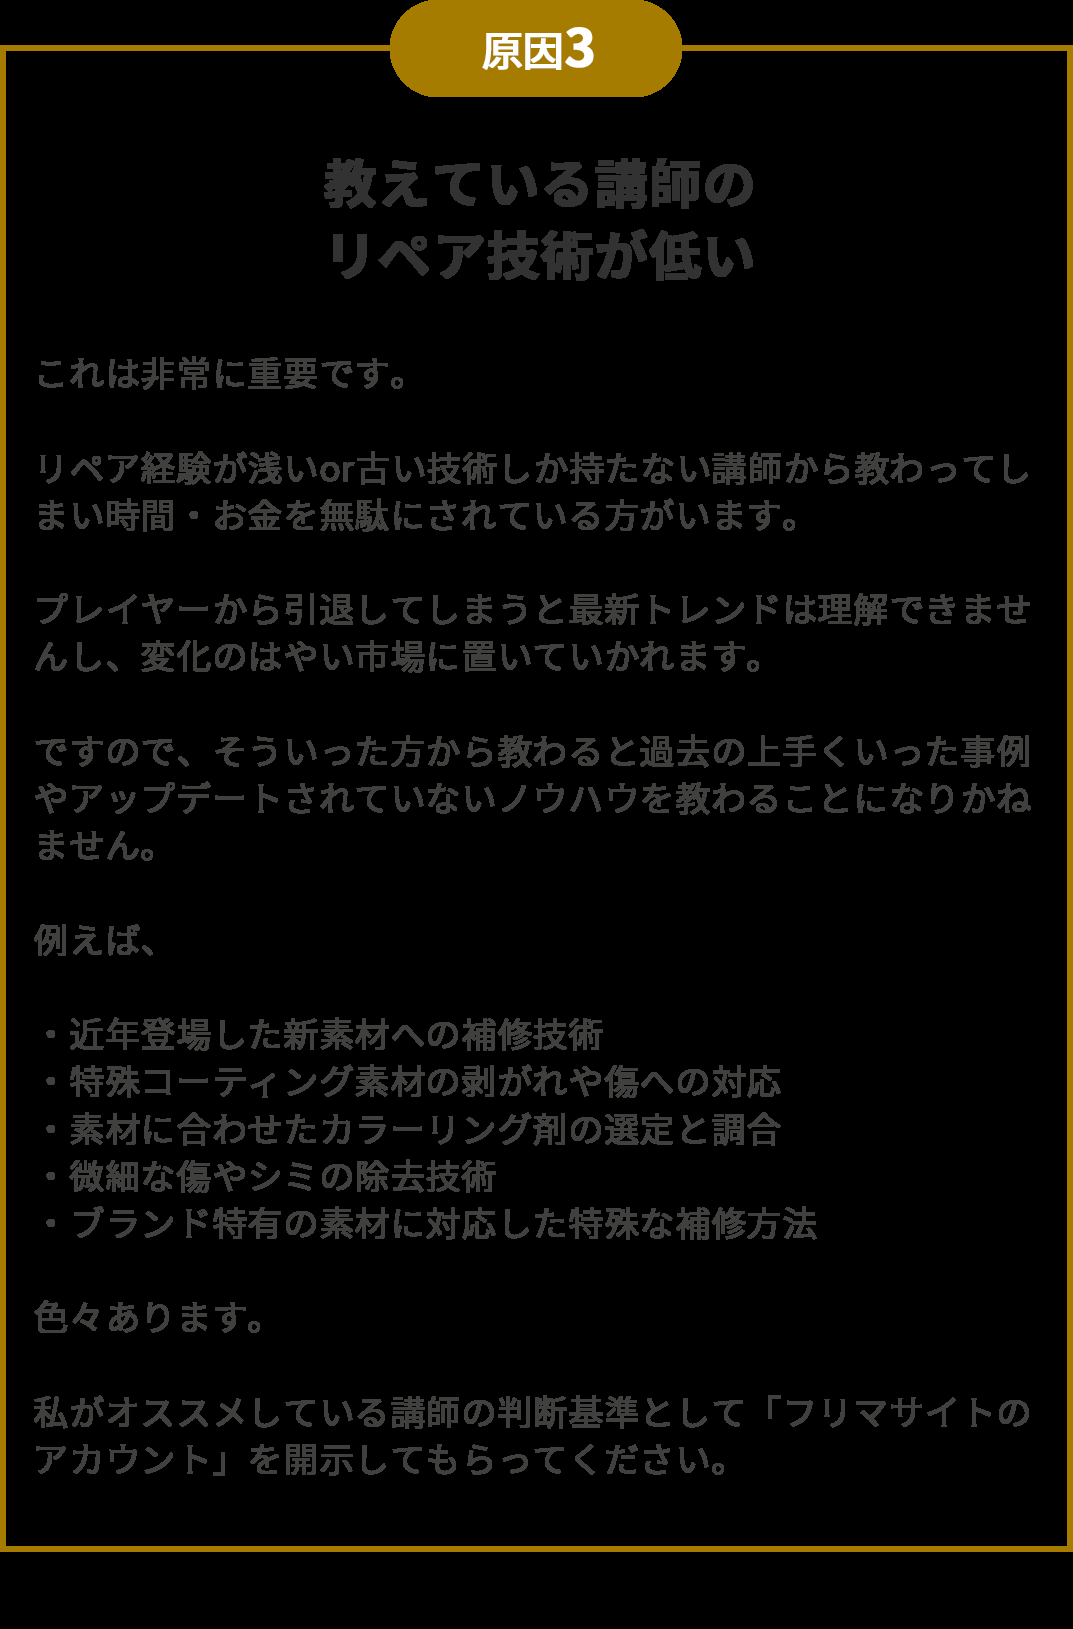 原因3
教えている講師の
リペア技術が低い
これは非常に重要です。
リペア経験が浅いor古い技術しか持たない講師から教わってし
まい時間・お金を無駄にされている方がいます。
プレイヤーから引退してしまうと最新トレンドは理解できませ
んし、変化のはやい市場に置いていかれます。
ですので、そういった方から教わると過去の上手くいった事例
やアップデートされていないノウハウを教わることになりかね
ません。
例えば、
・近年登場した新素材への補修技術
・特殊コーティング素材の剥がれや傷への対応
・素材に合わせたカラーリング剤の選定と調合
・微細な傷やシミの除去技術
・ブランド特有の素材に対応した特殊な補修方法
色々あります。
私がオススメしている講師の判断基準として「フリマサイトの
アカウント」を開示してもらってください。